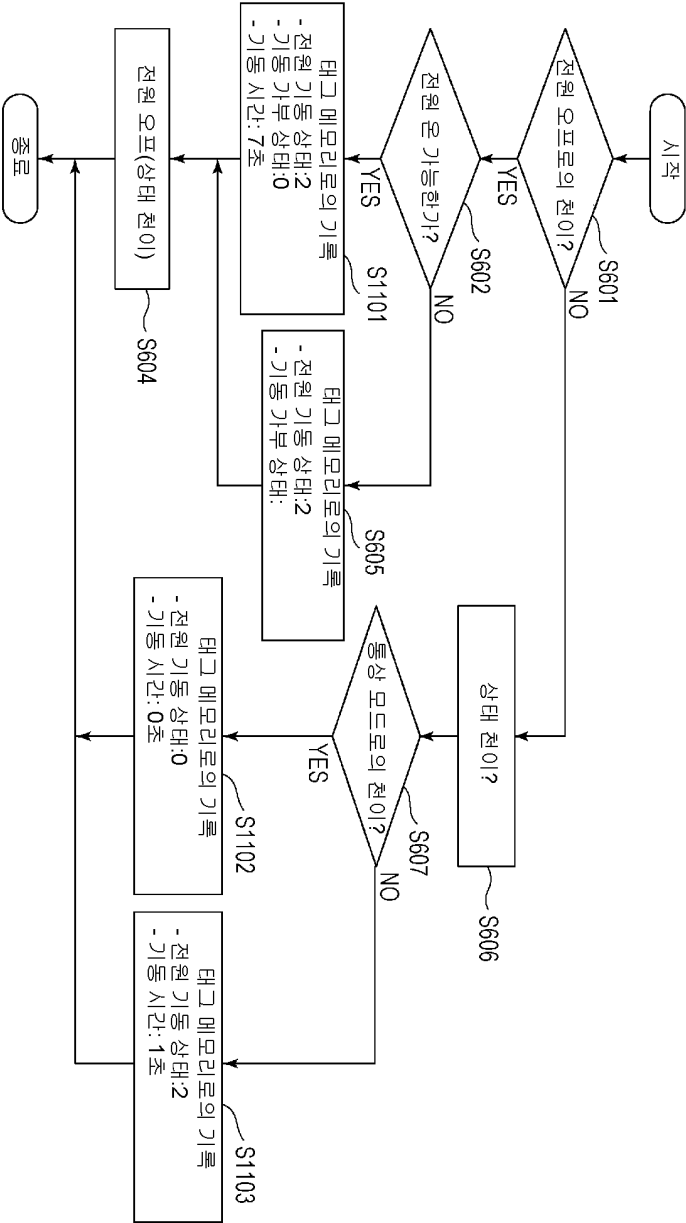 시작
전원 오프로의 천이?
S601
YES
NO
전원 온 가능한가?
S602
YES
NO
태그 메모리로의 기록
- 전원 기동 상태:2
- 기동 가부 상태:0
- 기동 시간: 7초
S1101
태그 메모리로의 기록
- 전원 기동 상태:2
- 기동 가부 상태:
S605
전원 오프(상태 천이)
S604
상태 천이?
S606
통상 모드로의 천이?
S607
YES
NO
태그 메모리로의 기록
- 전원 기동 상태:0
- 기동 시간: 0초
S1102
태그 메모리로의 기록
- 전원 기동 상태:2
- 기동 시간: 1초
S1103
종료